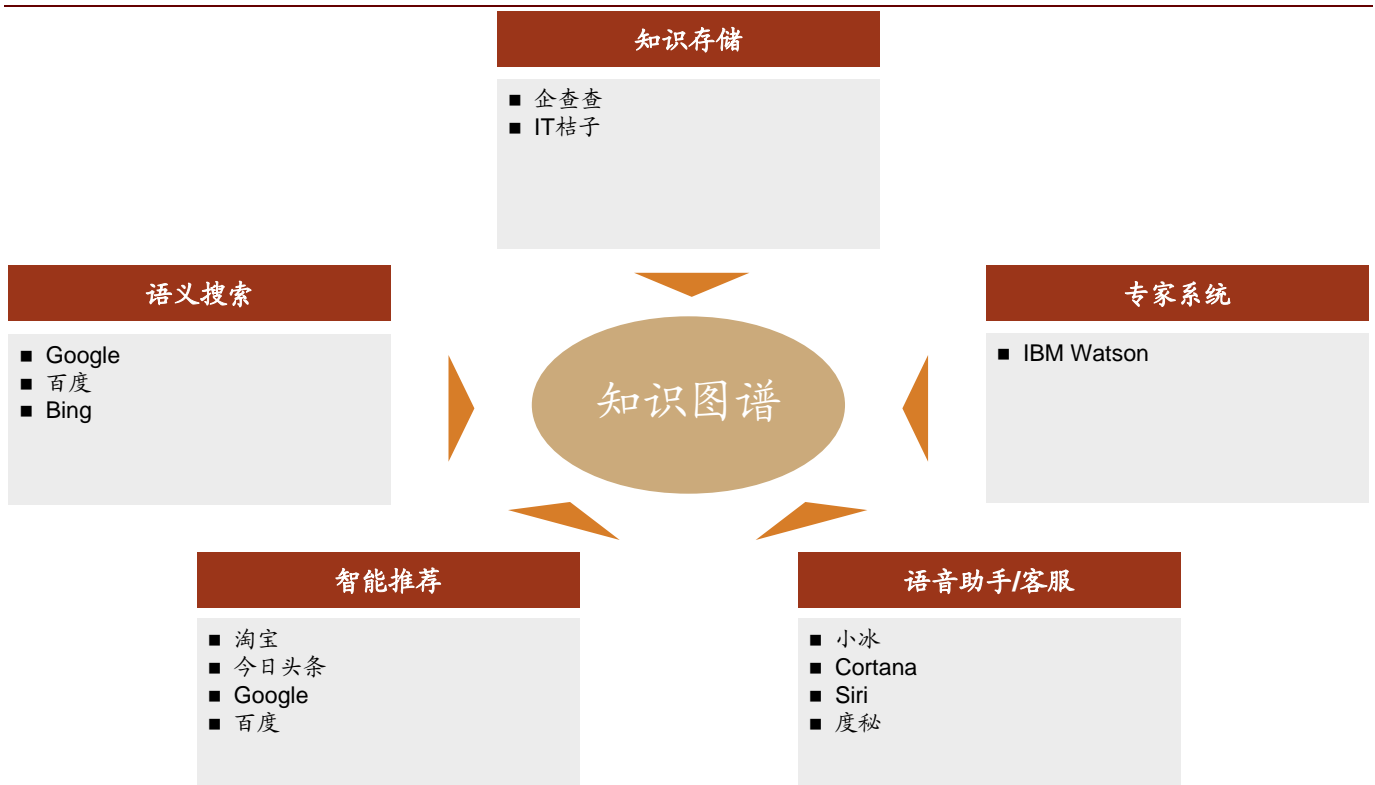 知识存储
企查查
IT桔子
语义搜索
Google
百度
Bing
知识图谱
专家系统
IBM Watson
智能推荐
淘宝
今日头条
Google
百度
语音助手/客服
小冰
Cortana
Siri
度秘